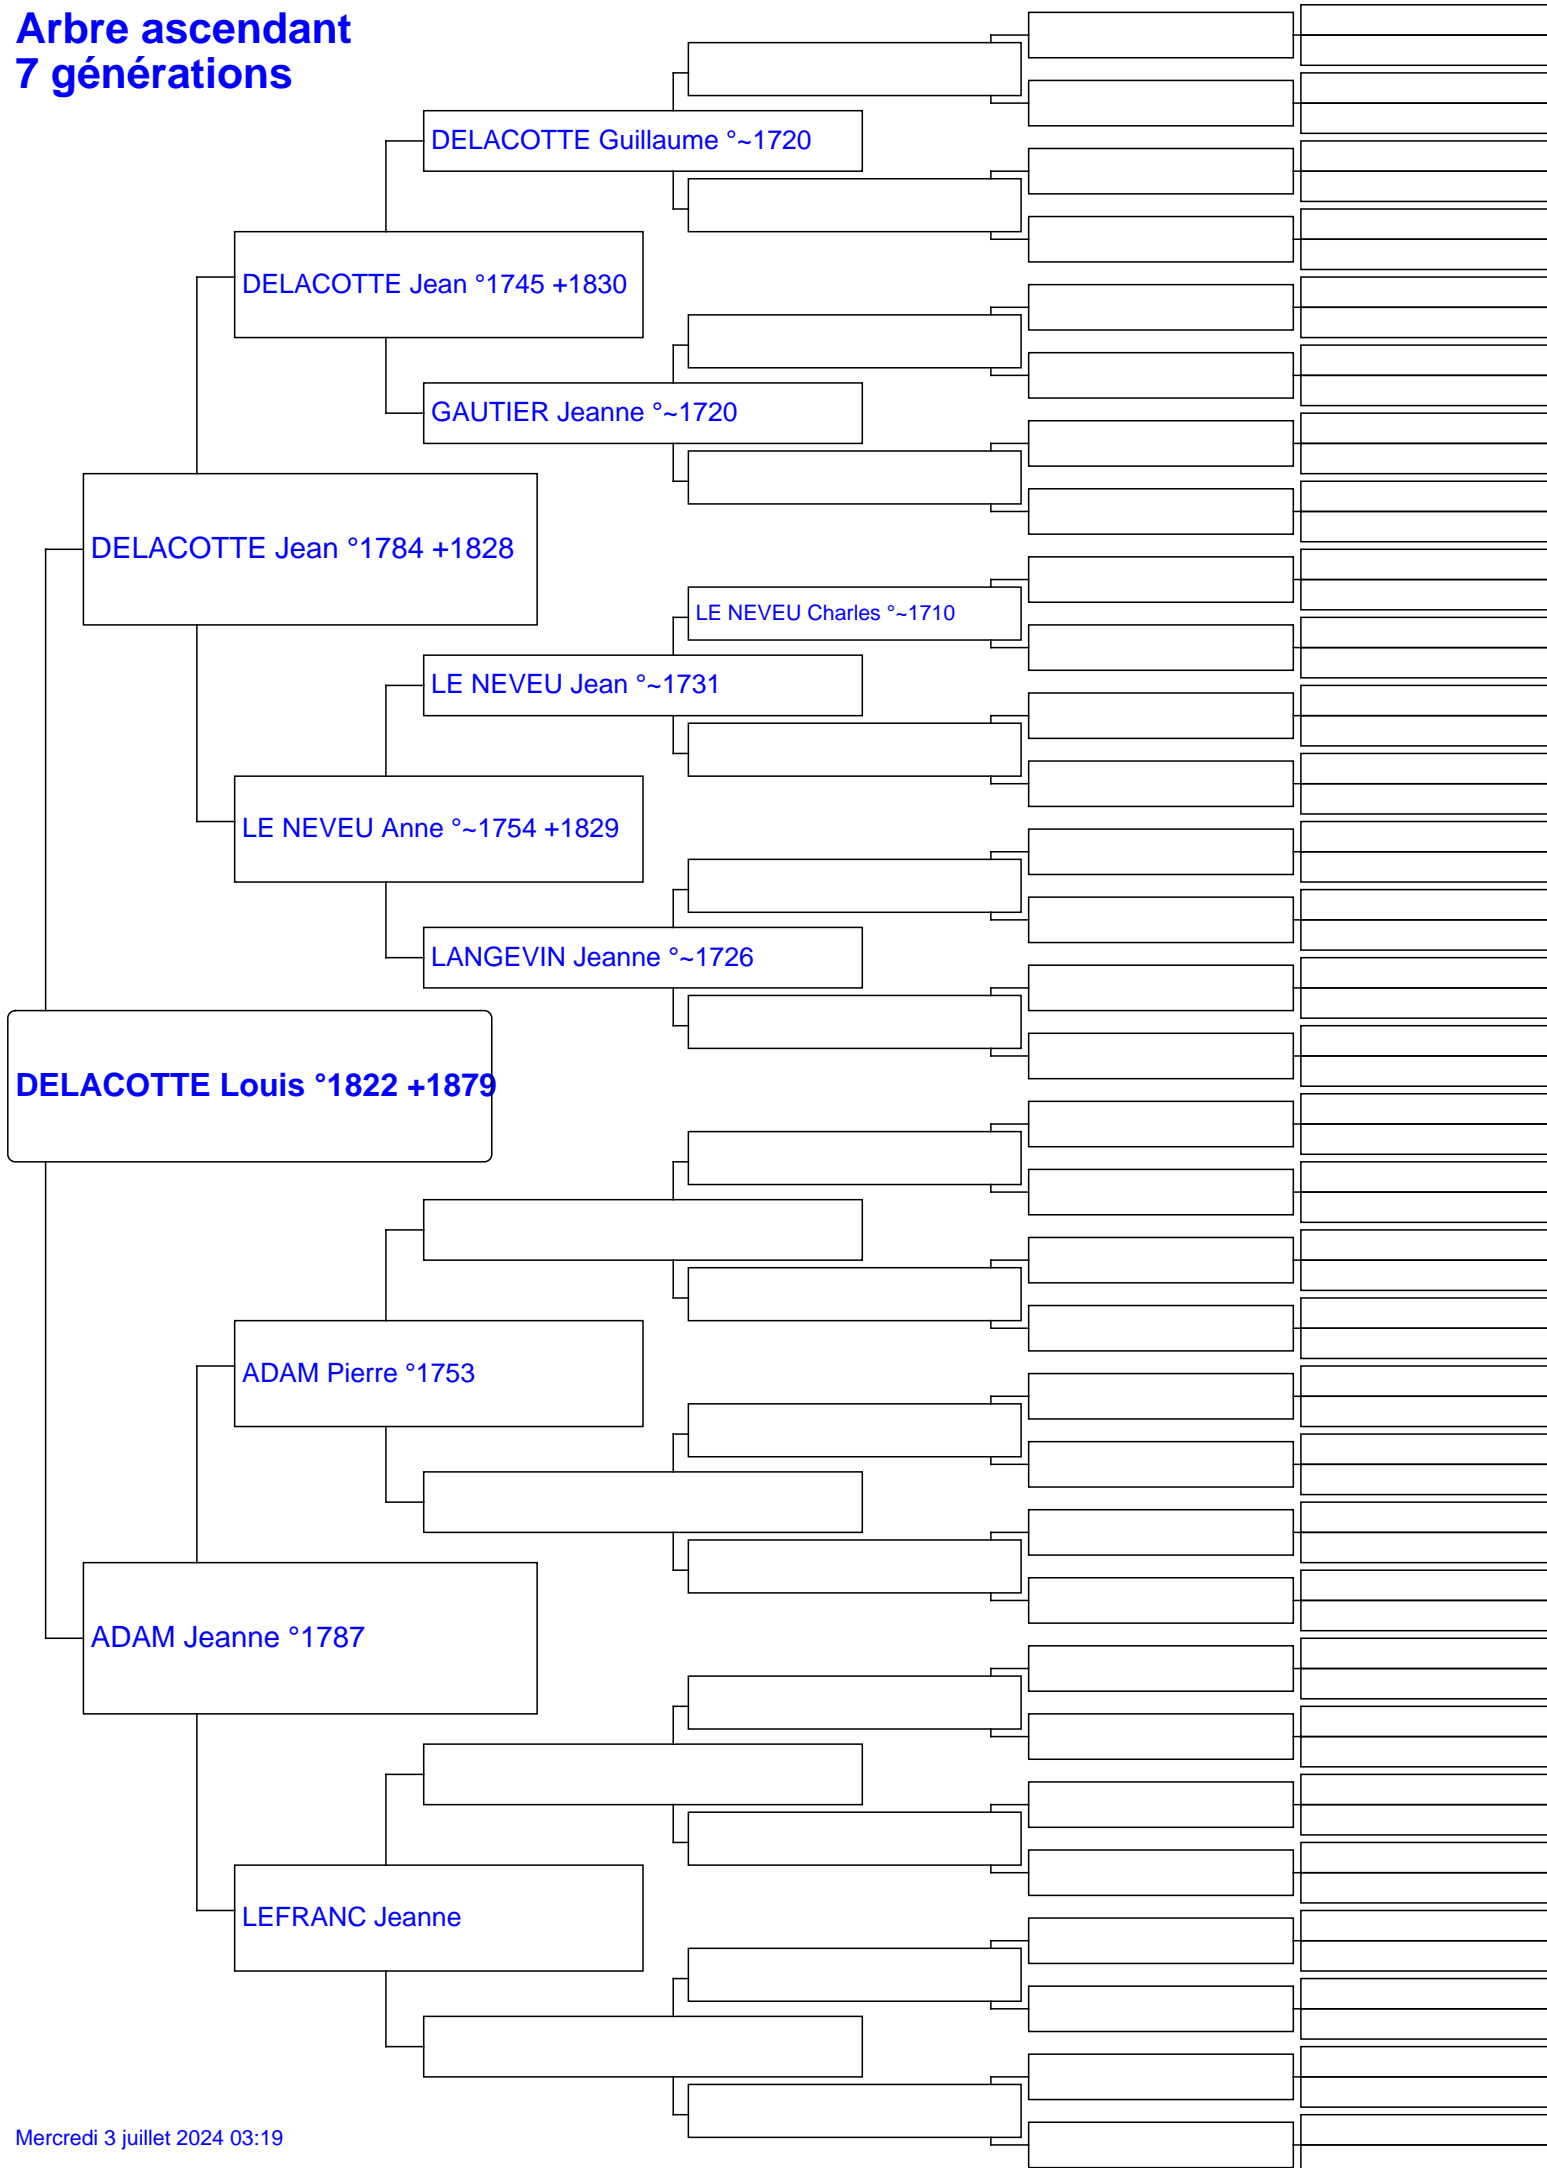 Arbre ascendant
7 générations
DELACOTTE Guillaume °~1720
DELACOTTE Jean °1745 +1830
GAUTIER Jeanne °~1720
DELACOTTE Jean °1784 +1828
LE NEVEU Charles °~1710
LE NEVEU Jean °~1731
LE NEVEU Anne °~1754 +1829
LANGEVIN Jeanne °~1726
DELACOTTE Louis °1822 +1879
ADAM Pierre °1753
ADAM Jeanne °1787
LEFRANC Jeanne
Mercredi 3 juillet 2024 03:19